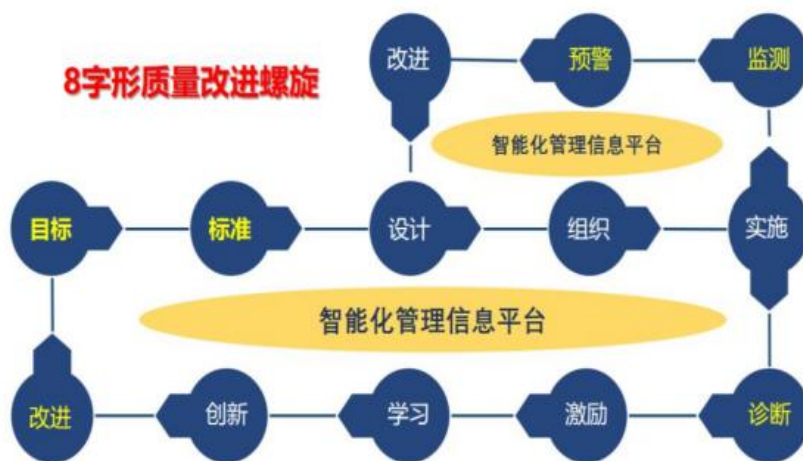 8字形质量改进螺旋
改进
预警
监测
智能化管理信息平台
目标
标准
设计
组织
实施
智能化管理信息平台
改进
创新
学习
激励
诊断